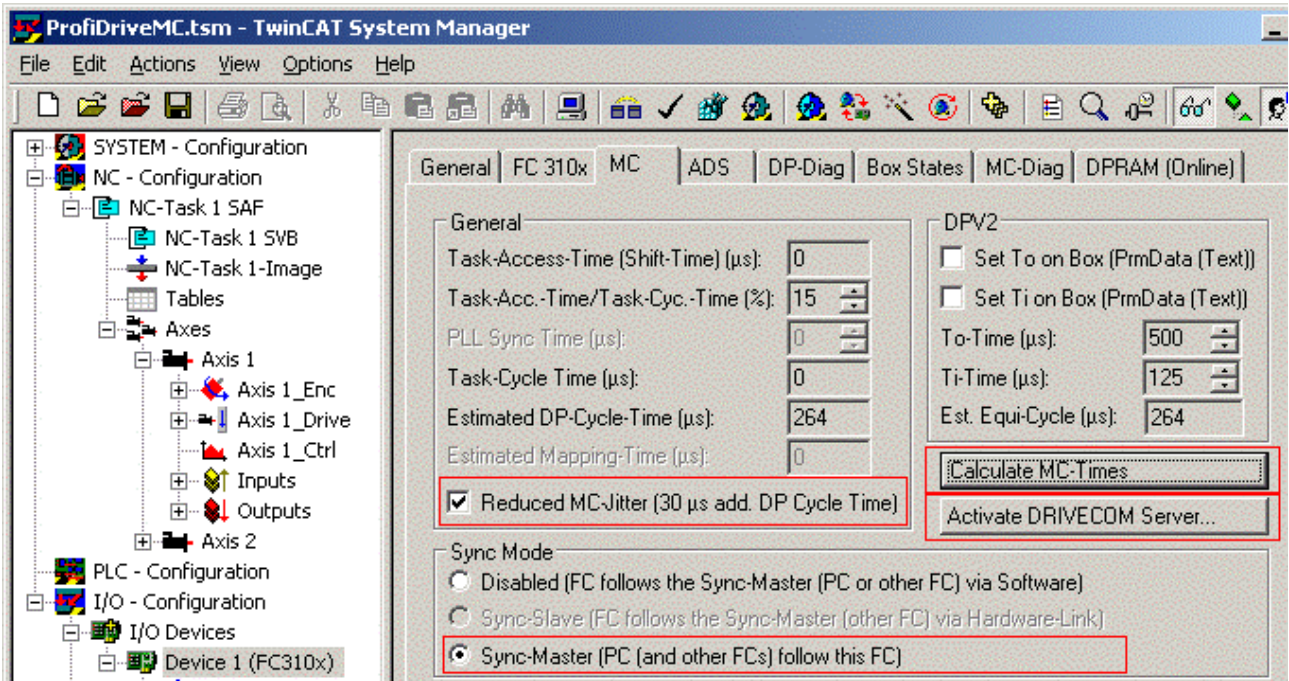 ProfiDriveMC.tsm - TwinCAT System Manager
File Edit Actions View Options Help
SYSTEM - Configuration
NC - Configuration
NC-Task 1 SAF
NC-Task 1 SVB
NC-Task 1-Image
Tables
Axes
Axis 1
Axis 1_Enc
Axis 1_Drive
Axis 1_Ctrl
Inputs
Outputs
Axis 2
PLC - Configuration
I/O - Configuration
I/O Devices
Device 1 (FC310x)
General FC 310x MC ADS DP-Diag Box States MC-Diag DPRAM (Online)
General
Task-Access-Time (Shift-Time) (µs): 0
Task-Acc.-Time/Task-Cyc.-Time (%): 15
PLL Sync Time (µs): 0
Task-Cycle Time (µs): 0
Estimated DP-Cycle-Time (µs): 264
Estimated Mapping-Time (µs): 0
Reduced MC-Jitter (30 µs add. DP Cycle Time)
DPV2
Set To on Box (PrmData (Text))
Set Ti on Box (PrmData (Text))
To-Time (µs): 500
Ti-Time (µs): 125
Est. Equi-Cycle (µs): 264
Calculate MC-Times
Activate DRIVECOM Server...
Sync Mode
Disabled (FC follows the Sync-Master (PC or other FC) via Software)
Sync-Slave (FC follows the Sync-Master (other FC) via Hardware-Link)
Sync-Master (PC (and other FCs) follow this FC)